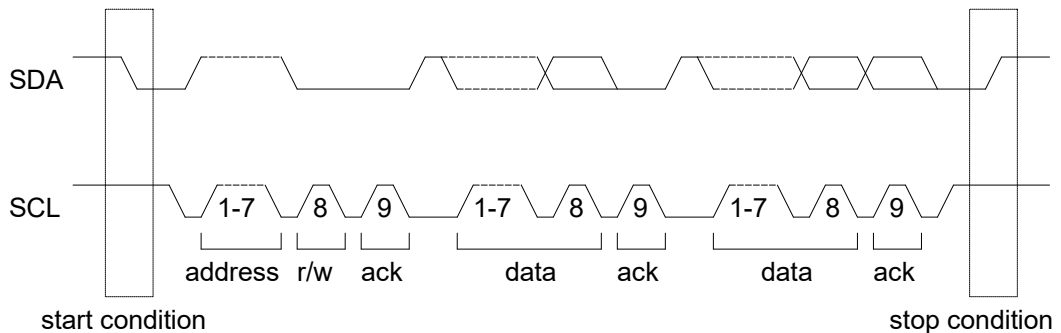 SDA
SCL
1-7 8 9 1-7 8 9 1-7 8 9
address r/w ack data ack data ack
start condition stop condition